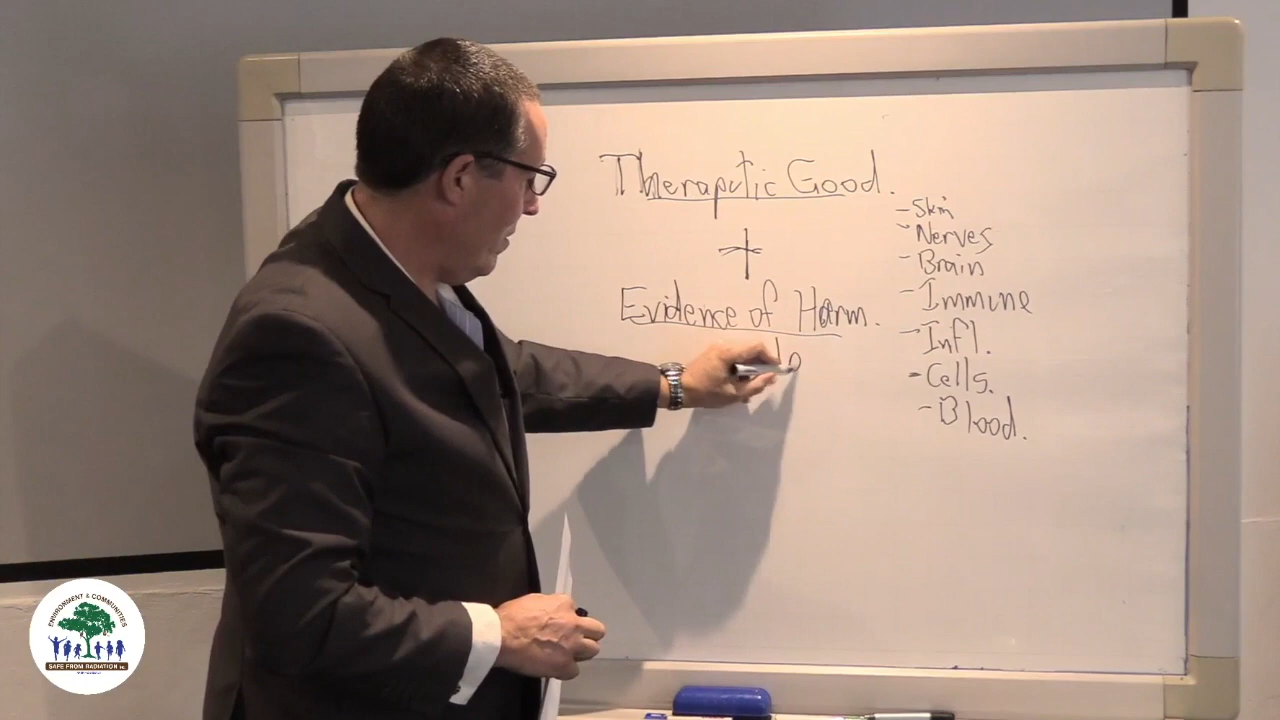 Theraputic Good.
+
Evidence of Harm.
- Skin
- Nerves
- Brain
- Immune
- Infl.
- Cells.
- Blood.
ENVIRONMENT & COMMUNITIES
SAFE FROM RADIATION